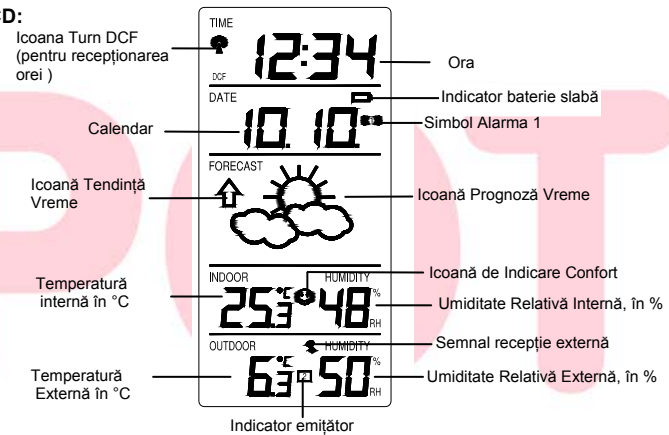 CD:
Icoana Turn DCF
(pentru recepționarea
orei )
TIME
DCF
12:34
Ora
DATE
Indicator baterie slabă
Calendar
10. 10.
Simbol Alarma 1
FORECAST
Icoană Tendință
Vreme
Icoană Prognoză Vreme
INDOOR
HUMIDITY
Icoană de Indicare Confort
Temperatură
internă în °C
25.3 °C
48 %
RH
Umiditate Relativă Internă, în %
OUTDOOR
HUMIDITY
Semnal recepție externă
Temperatură
Externă în °C
6.3 °C
50 %
RH
Umiditate Relativă Externă, în %
Indicator emițător
POT